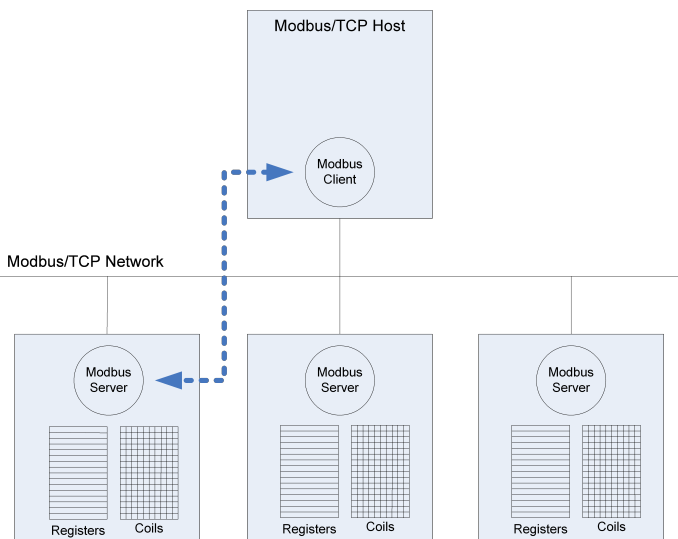 Modbus/TCP Host
Modbus
Client
Modbus/TCP Network
Modbus
Server
Modbus
Server
Modbus
Server
Registers
Coils
Registers
Coils
Registers
Coils